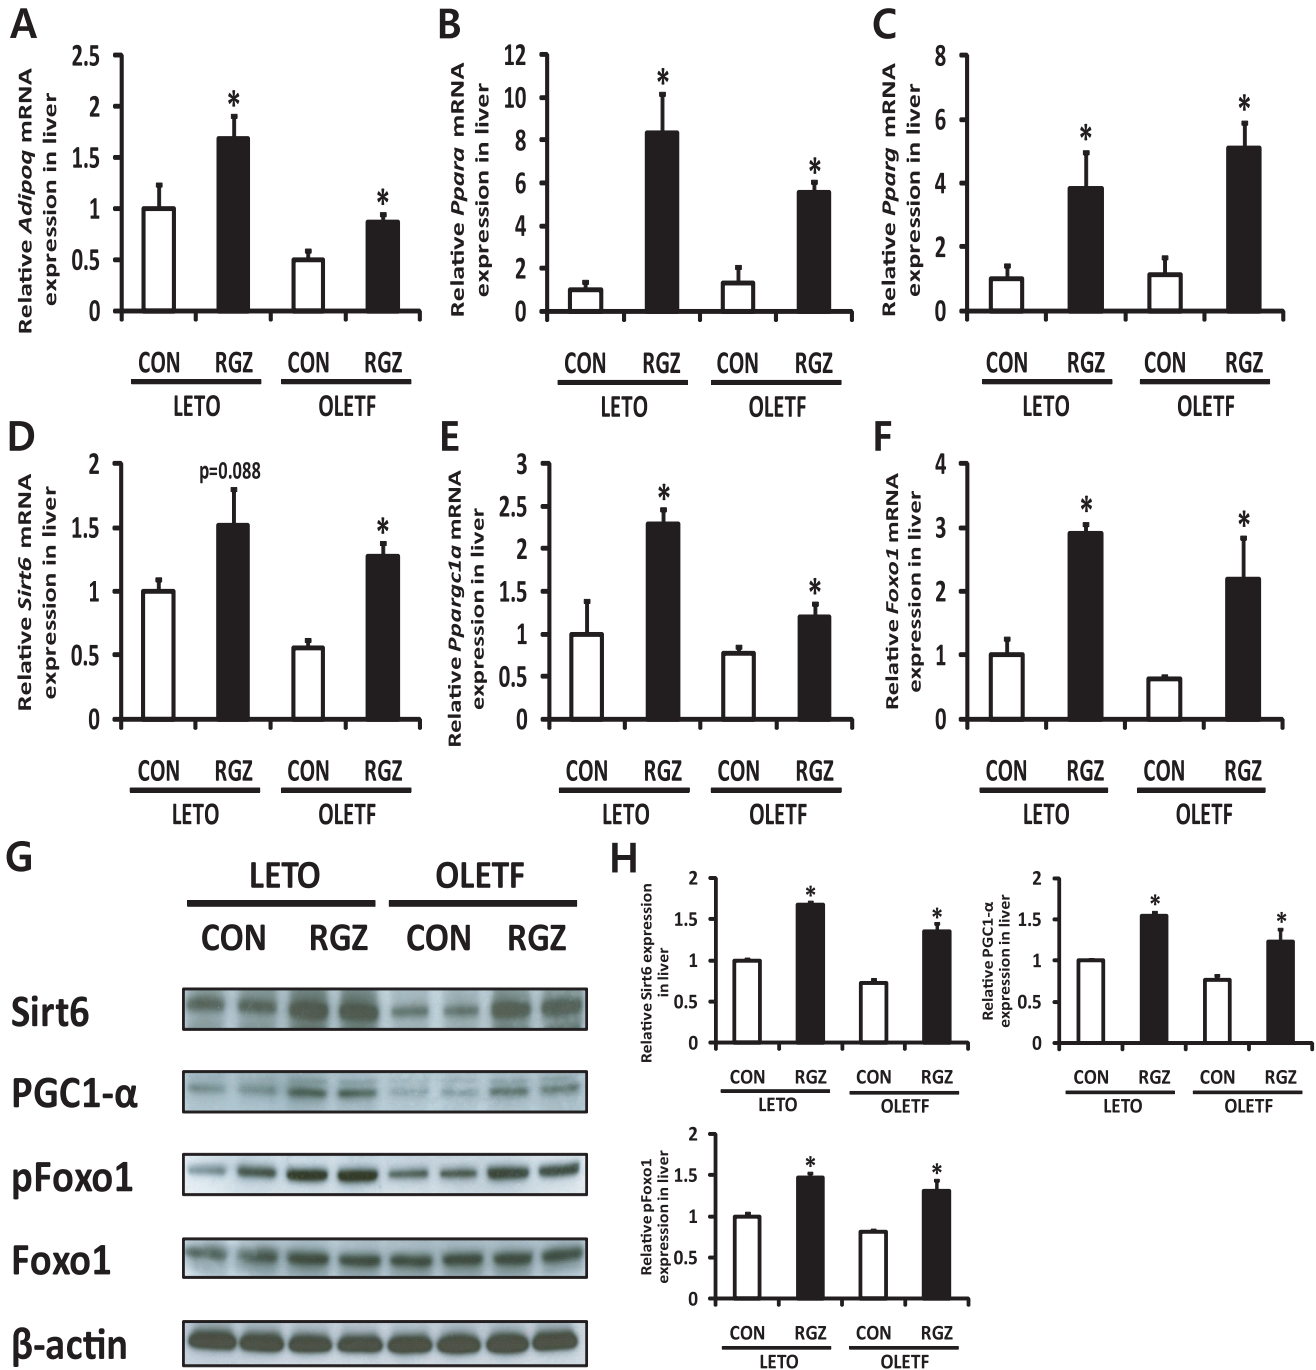 A
Relative Adipoq mRNA
expression in liver
2.5
2
1.5
1
0.5
0
*
*
CON RGZ CON RGZ
LETO OLETF
B
Relative Ppara mRNA
expression in liver
12
10
8
6
4
2
0
*
*
CON RGZ CON RGZ
LETO OLETF
C
Relative Pparg mRNA
expression in liver
8
6
4
2
0
*
*
CON RGZ CON RGZ
LETO OLETF
D
Relative Sirt6 mRNA
expression in liver
2
1.5
1
0.5
0
p=0.088
*
CON RGZ CON RGZ
LETO OLETF
E
Relative Ppargc1a mRNA
expression in liver
3
2.5
2
1.5
1
0.5
0
*
*
CON RGZ CON RGZ
LETO OLETF
F
Relative Foxo1 mRNA
expression in liver
4
3
2
1
0
*
*
CON RGZ CON RGZ
LETO OLETF
G
LETO OLETF
CON RGZ CON RGZ
Sirt6
PGC1-α
pFoxo1
Foxo1
β-actin
H
Relative Sirt6 expression
in liver
2
1.5
1
0.5
0
*
*
CON RGZ CON RGZ
LETO OLETF
Relative PGC1-α
expression in liver
2
1.5
1
0.5
0
*
*
CON RGZ CON RGZ
LETO OLETF
Relative pFoxo1
expression in liver
2
1.5
1
0.5
0
*
*
CON RGZ CON RGZ
LETO OLETF